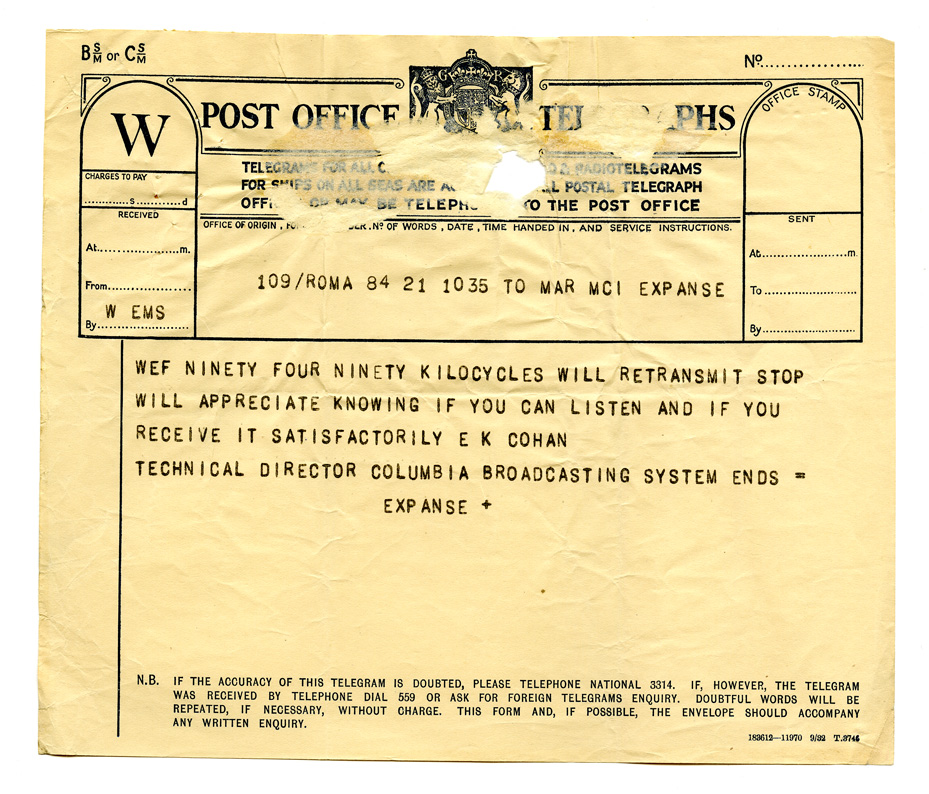 B S/M or C S/M
No.
W
POST OFFICE
G R
PHS
OFFICE STAMP
CHARGES TO PAY
s. d
RECEIVED
At m.
From
W EMS
By
TELEGRAMS FOR ALL RADIOTELEGRAMS
FOR SHIPS ON ALL SEAS ARE POSTAL TELEGRAPH
OR MAY BE TO THE POST OFFICE
OFFICE OF ORIGIN, No OF WORDS, DATE, TIME HANDED IN, AND SERVICE INSTRUCTIONS.
SENT
At m.
To
By
109/ROMA 84 21 1035 TO MAR MCI EXPANSE
WEF NINETY FOUR NINETY KILOCYCLES WILL RETRANSMIT STOP
WILL APPRECIATE KNOWING IF YOU CAN LISTEN AND IF YOU
RECEIVE IT SATISFACTORILY E K COHAN
TECHNICAL DIRECTOR COLUMBIA BROADCASTING SYSTEM ENDS =
EXPANSE +
N.B. IF THE ACCURACY OF THIS TELEGRAM IS DOUBTED, PLEASE TELEPHONE NATIONAL 3314. IF, HOWEVER, THE TELEGRAM
WAS RECEIVED BY TELEPHONE DIAL 559 OR ASK FOR FOREIGN TELEGRAMS ENQUIRY. DOUBTFUL WORDS WILL BE
REPEATED, IF NECESSARY, WITHOUT CHARGE. THIS FORM AND, IF POSSIBLE, THE ENVELOPE SHOULD ACCOMPANY
ANY WRITTEN ENQUIRY.
183612—11970 9/32 T.3746